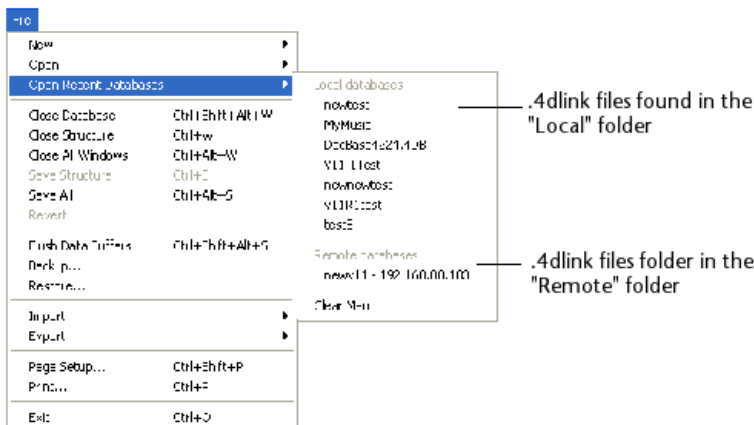 File
New
Open
Open Recent Databases
Close Database Ctrl+Shift+Alt+W
Close Structure Ctrl+W
Close All Windows Ctrl+Alt+W
Save Structure Ctrl+S
Save All Ctrl+Alt+S
Revert
Flush Data Buffers Ctrl+Shift+Alt+S
Backup...
Restore...
Import
Export
Page Setup... Ctrl+Shift+P
Print... Ctrl+P
Exit Ctrl+Q
Local databases
newtest
MyMusic
newnewtest
Remote databases
Clear Menu
.4dlink files found in the
"Local" folder
.4dlink files folder in the
"Remote" folder